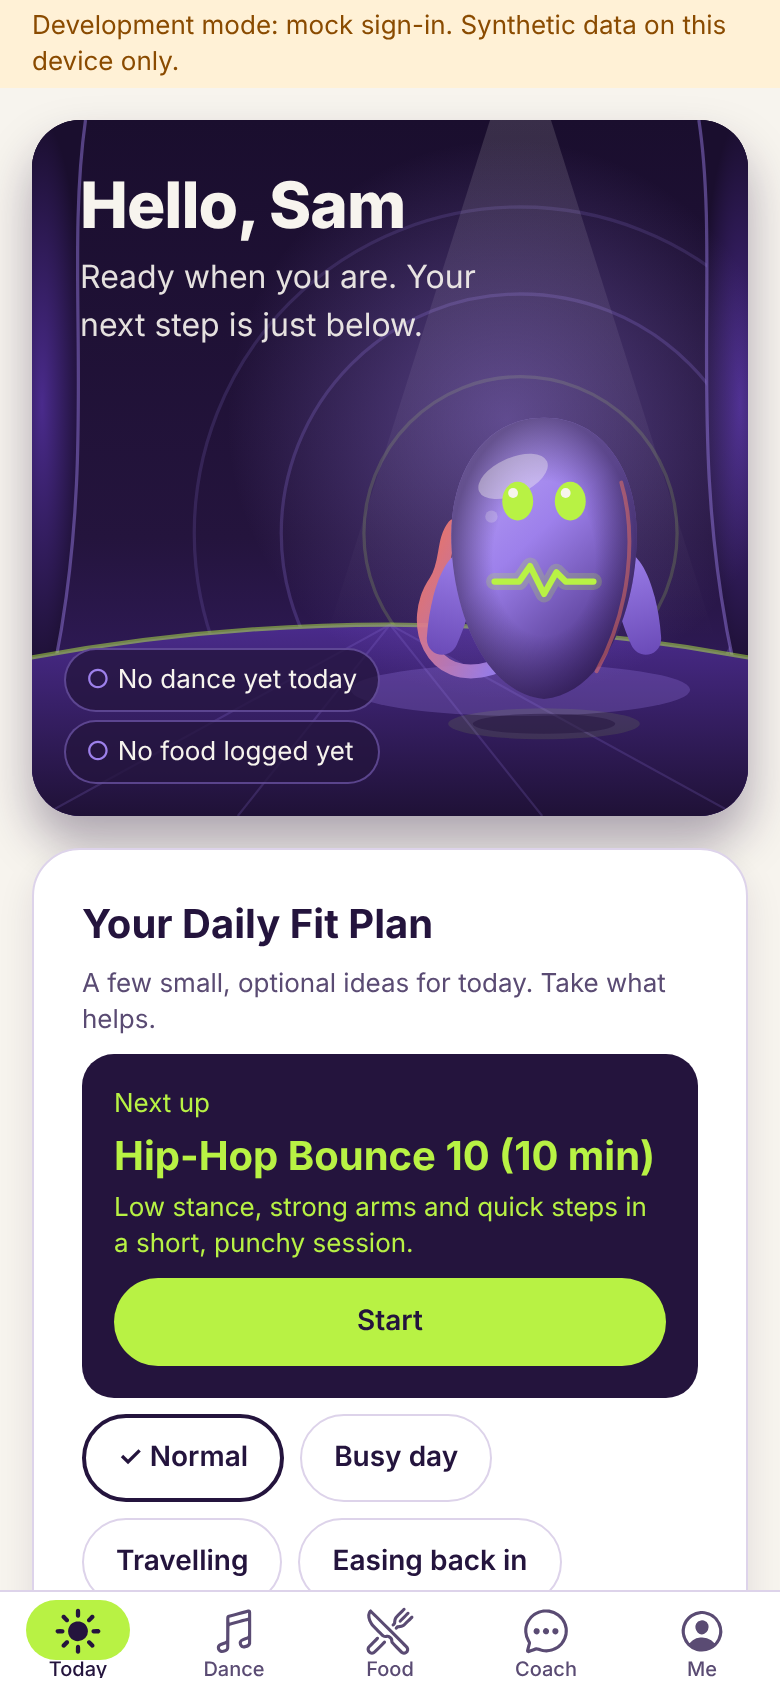 Development mode: mock sign-in. Synthetic data on this
device only.
Hello, Sam
Ready when you are. Your
next step is just below.
No dance yet today
No food logged yet
Your Daily Fit Plan
A few small, optional ideas for today. Take what
helps.
Next up
Hip-Hop Bounce 10 (10 min)
Low stance, strong arms and quick steps in
a short, punchy session.
Start
✓ Normal
Busy day
Travelling
Easing back in
Today
Dance
Food
Coach
Me